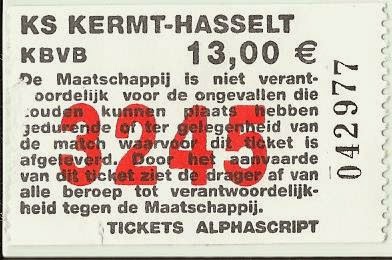 KS KERMT-HASSELT
KBVB 13,00 €
De Maatschappij is niet verant-
oordelijk voor de ongevallen die
zouden kunnen plaats hebben
gedurende of ter gelegenheid van
de match waarvoor dit ticket is
afgeleverd. Door het aanvaarde
van dit ticket ziet de drager af van
alle beroep tot verantwoordelijk-
heid tegen de Maatschappij.
TICKETS ALPHASCRIPT
3245
042977